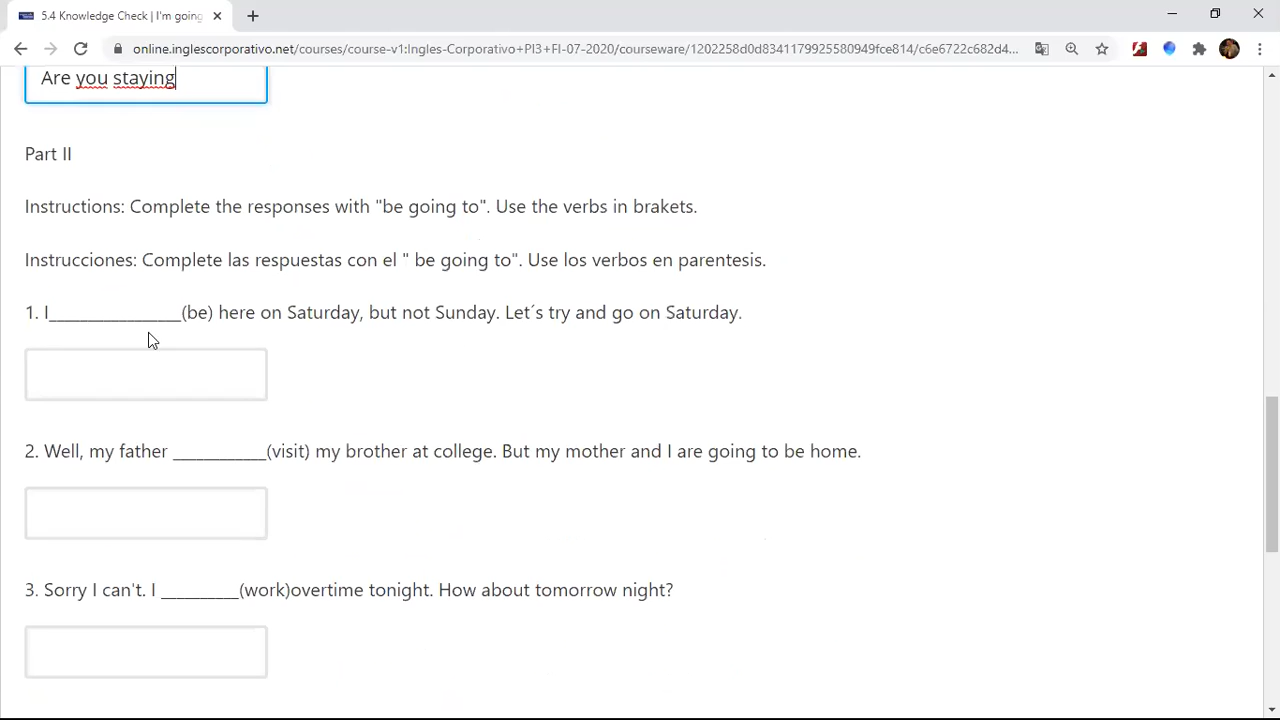 5.4 Knowledge Check | I'm going
online.inglescorporativo.net/courses/course-v1:Ingles-Corporativo+PI3+FI-07-2020/courseware/1202258d0d8341179925580949fce814/c6e6722c682d4...
Are you staying
Part II
Instructions: Complete the responses with "be going to". Use the verbs in brakets.
Instrucciones: Complete las respuestas con el " be going to". Use los verbos en parentesis.
1. I_______________(be) here on Saturday, but not Sunday. Let´s try and go on Saturday.
2. Well, my father ___________(visit) my brother at college. But my mother and I are going to be home.
3. Sorry I can't. I _________(work)overtime tonight. How about tomorrow night?